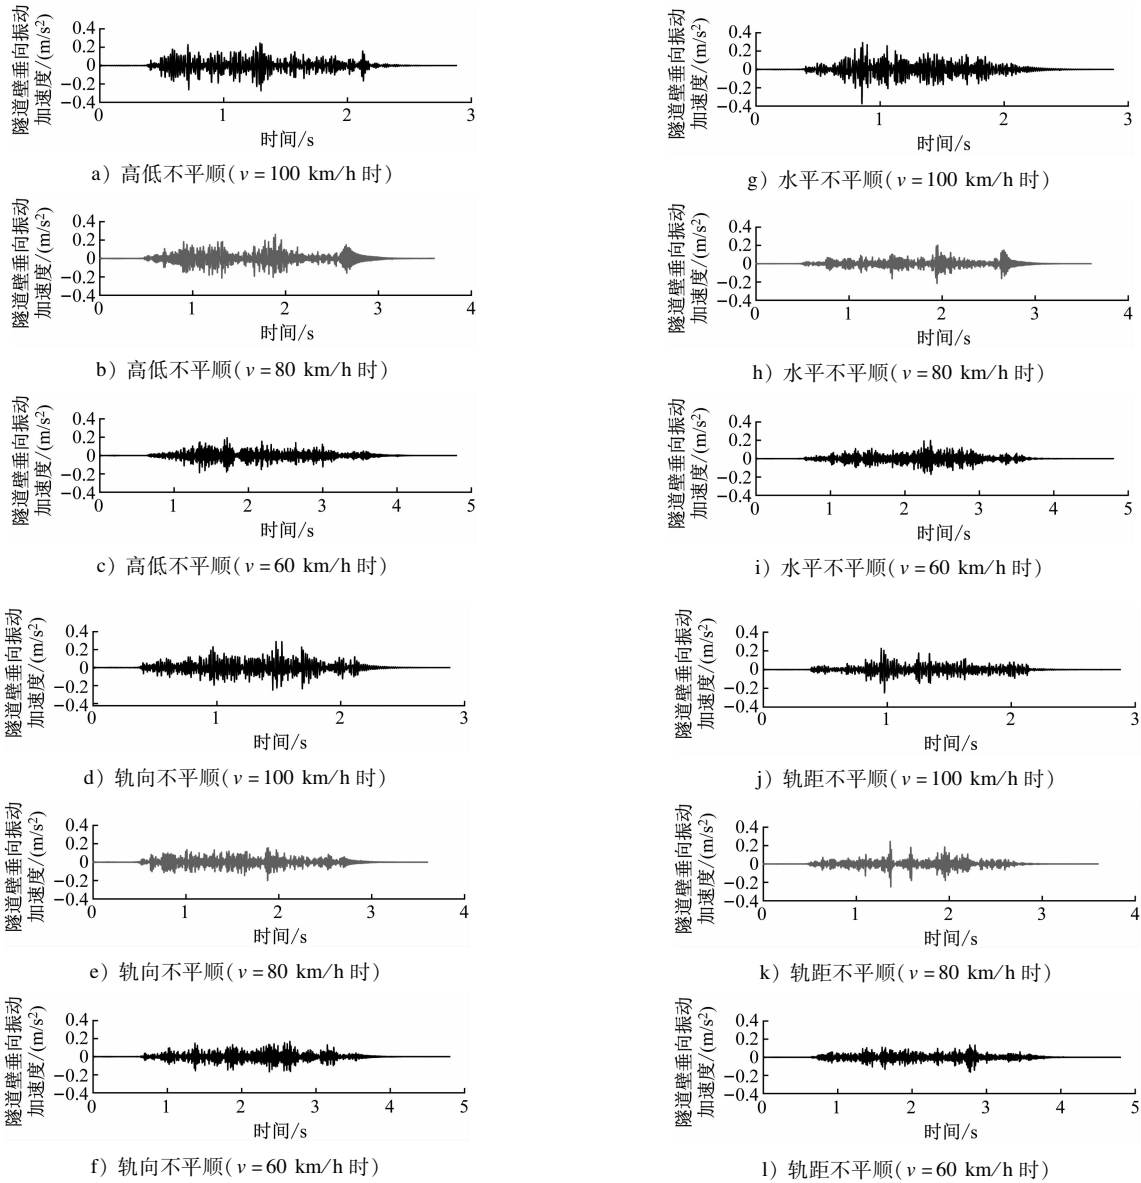 隧道壁垂向振动
加速度/(m/s²)
0.4
0.2
0
−0.2
−0.4
0 1 2 3
时间/s
a) 高低不平顺(v=100 km/h 时)
隧道壁垂向振动
加速度/(m/s²)
0.4
0.2
0
−0.2
−0.4
0 1 2 3 4
时间/s
b) 高低不平顺(v=80 km/h 时)
隧道壁垂向振动
加速度/(m/s²)
0.4
0.2
0
−0.2
−0.4
0 1 2 3 4 5
时间/s
c) 高低不平顺(v=60 km/h 时)
隧道壁垂向振动
加速度/(m/s²)
0.4
0.2
0
−0.2
−0.4
0 1 2 3
时间/s
d) 轨向不平顺(v=100 km/h 时)
隧道壁垂向振动
加速度/(m/s²)
0.4
0.2
0
−0.2
−0.4
0 1 2 3 4
时间/s
e) 轨向不平顺(v=80 km/h 时)
隧道壁垂向振动
加速度/(m/s²)
0.4
0.2
0
−0.2
−0.4
0 1 2 3 4 5
时间/s
f) 轨向不平顺(v=60 km/h 时)
隧道壁垂向振动
加速度/(m/s²)
0.4
0.2
0
−0.2
−0.4
0 1 2 3
时间/s
g) 水平不平顺(v=100 km/h 时)
隧道壁垂向振动
加速度/(m/s²)
0.4
0.2
0
−0.2
−0.4
0 1 2 3 4
时间/s
h) 水平不平顺(v=80 km/h 时)
隧道壁垂向振动
加速度/(m/s²)
0.4
0.2
0
−0.2
−0.4
0 1 2 3 4 5
时间/s
i) 水平不平顺(v=60 km/h 时)
隧道壁垂向振动
加速度/(m/s²)
0.4
0.2
0
−0.2
−0.4
0 1 2 3
时间/s
j) 轨距不平顺(v=100 km/h 时)
隧道壁垂向振动
加速度/(m/s²)
0.4
0.2
0
−0.2
−0.4
0 1 2 3 4
时间/s
k) 轨距不平顺(v=80 km/h 时)
隧道壁垂向振动
加速度/(m/s²)
0.4
0.2
0
−0.2
−0.4
0 1 2 3 4 5
时间/s
l) 轨距不平顺(v=60 km/h 时)